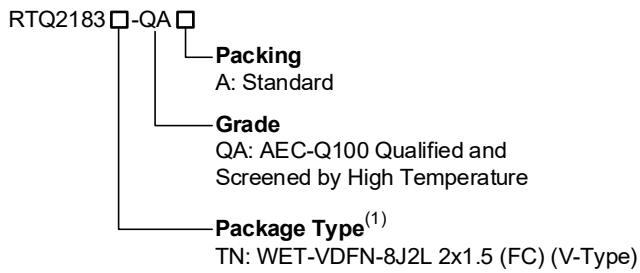 RTQ2183□-QA□
Packing
A: Standard
Grade
QA: AEC-Q100 Qualified and
Screened by High Temperature
Package Type(1)
TN: WET-VDFN-8J2L 2x1.5 (FC) (V-Type)